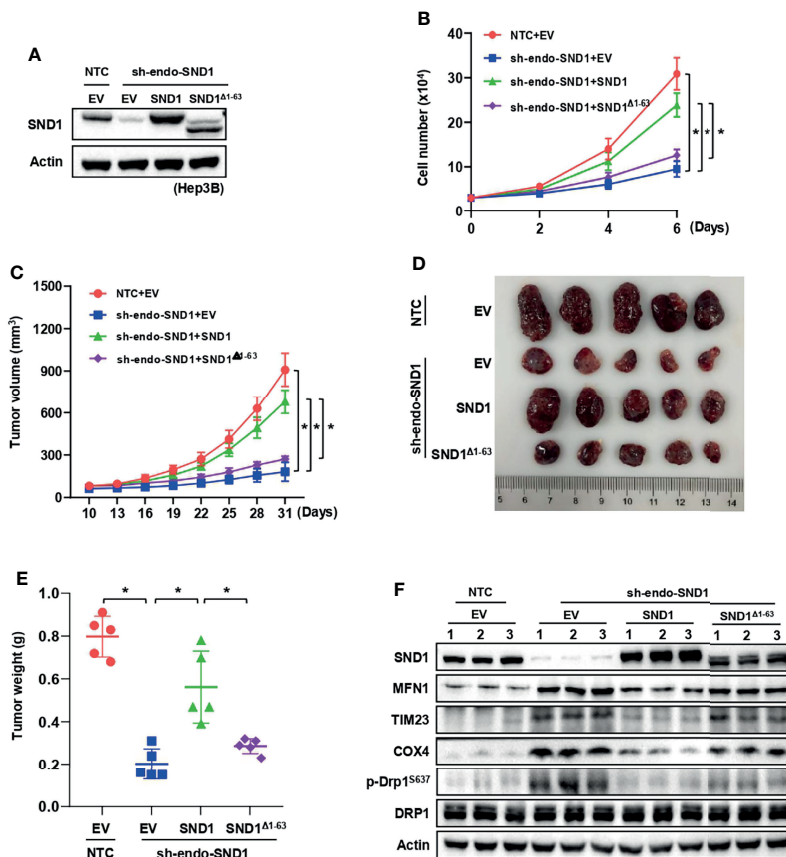 A
NTC sh-endo-SND1
EV EV SND1 SND1Δ1-63
SND1
Actin
(Hep3B)
B
NTC+EV
sh-endo-SND1+EV
sh-endo-SND1+SND1
sh-endo-SND1+SND1Δ1-63
Cell number (x10⁴)
40
30
20
10
0
0 2 4 6 (Days)
* * *
C
NTC+EV
sh-endo-SND1+EV
sh-endo-SND1+SND1
sh-endo-SND1+SND1Δ1-63
Tumor volume (mm³)
1500
1200
900
600
300
0
10 13 16 19 22 25 28 31 (Days)
* * *
D
NTC
EV
sh-endo-SND1
EV
SND1
SND1Δ1-63
5 6 7 8 9 10 11 12 13 14
E
Tumor weight (g)
1.0
0.8
0.6
0.4
0.2
0.0
* * *
EV EV SND1 SND1Δ1-63
NTC sh-endo-SND1
F
NTC sh-endo-SND1
EV EV SND1 SND1Δ1-63
1 2 3 1 2 3 1 2 3 1 2 3
SND1
MFN1
TIM23
COX4
p-Drp1S637
DRP1
Actin